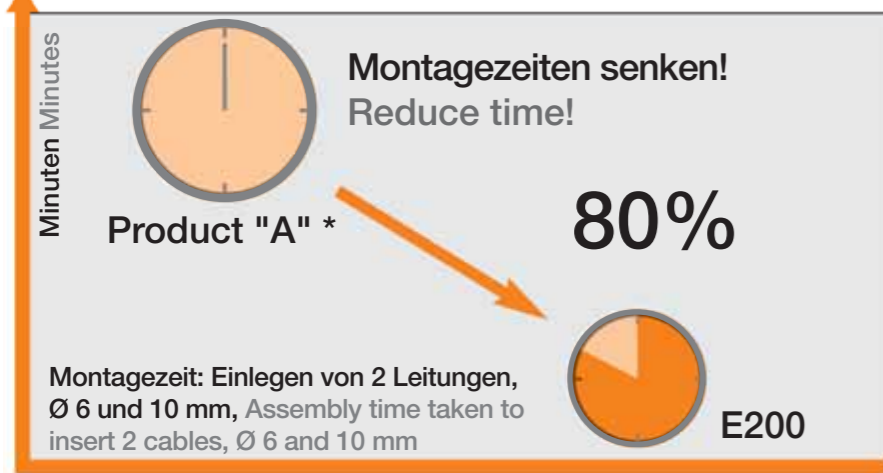 Minuten Minutes
Montagezeiten senken!
Reduce time!
Product "A" *
80%
Montagezeit: Einlegen von 2 Leitungen,
Ø 6 und 10 mm, Assembly time taken to
insert 2 cables, Ø 6 and 10 mm
E200